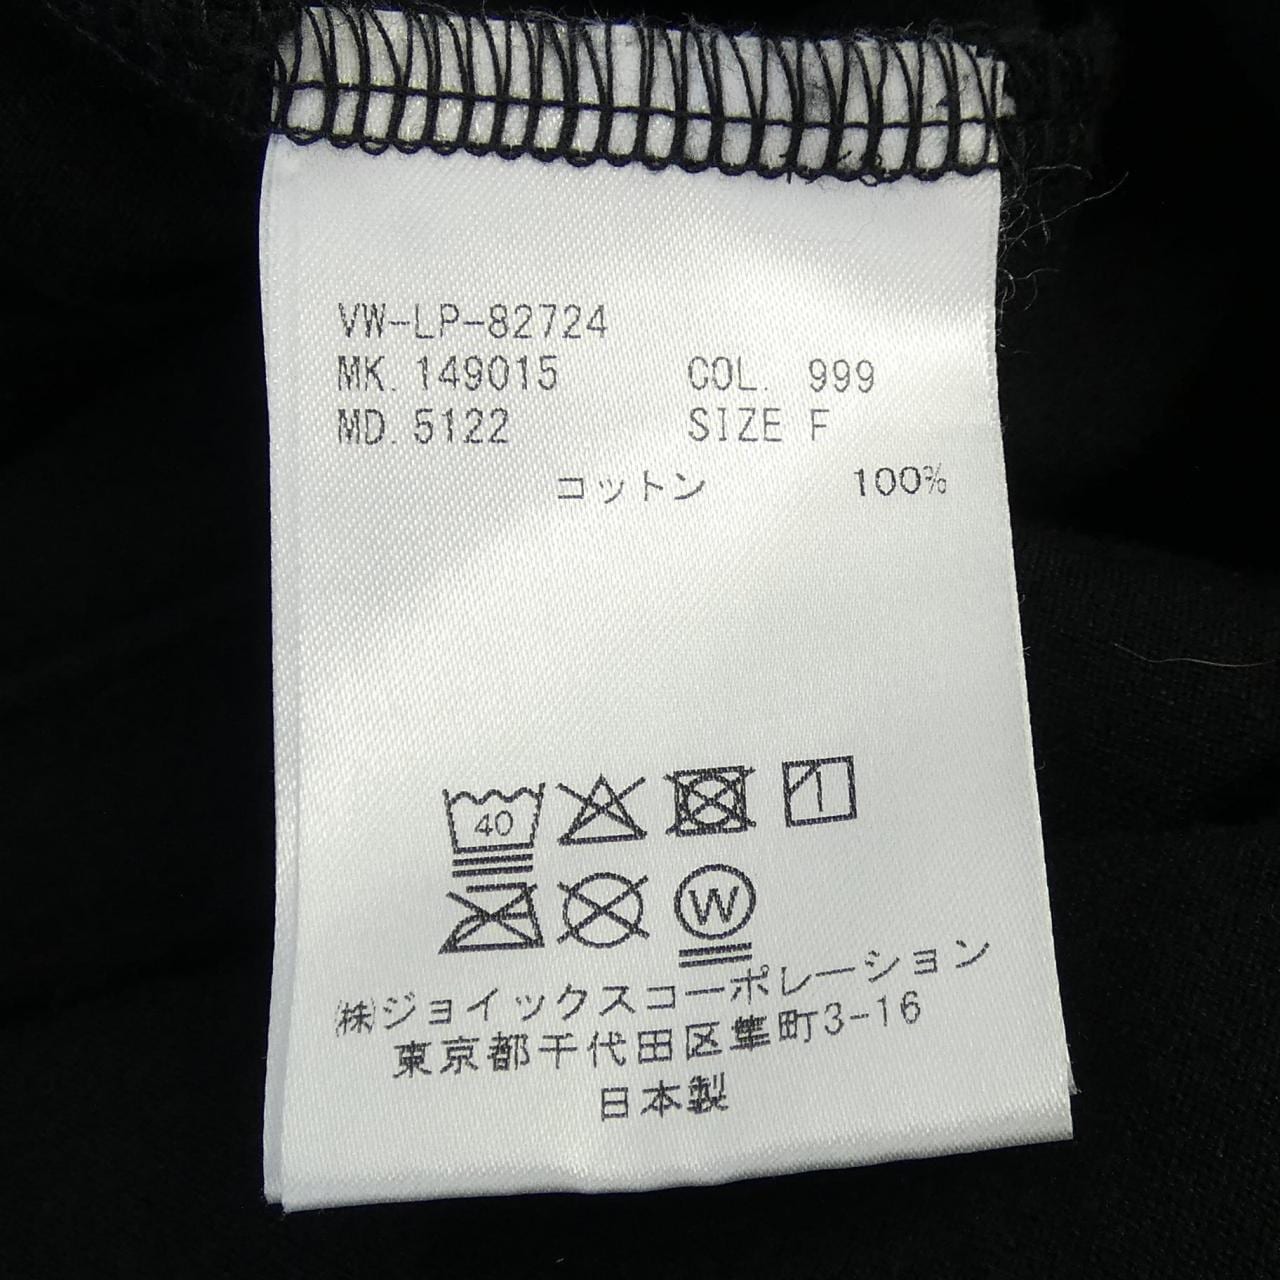 VW-LP-82724
MK. 149015 COL. 999
MD. 5122 SIZE F
コットン 100%
40
W
㈱ジョイックスコーポレーション
東京都千代田区隼町3-16
日本製